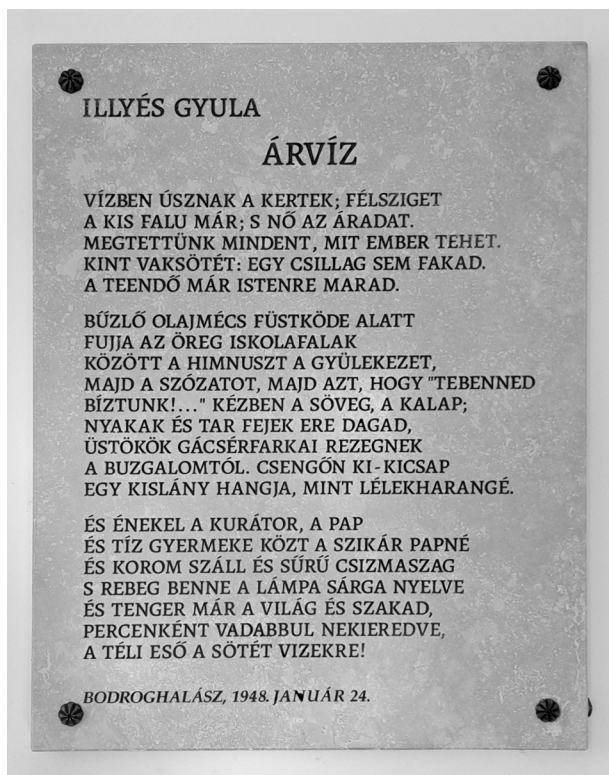 ILLYÉS GYULA
ÁRVÍZ
VÍZBEN ÚSZNAK A KERTEK; FÉLSZIGET
A KIS FALU MÁR; S NŐ AZ ÁRADAT.
MEGTETTÜNK MINDENT, MIT EMBER TEHET.
KINT VAKSÖTÉT: EGY CSILLAG SEM FAKAD.
A TEENDŐ MÁR ISTENRE MARAD.
BŰZLŐ OLAJMÉCS FÜSTKÖDE ALATT
FUJJA AZ ÖREG ISKOLAFALAK
KÖZÖTT A HIMNUSZT A GYÜLEKEZET,
MAJD A SZÓZATOT, MAJD AZT, HOGY "TEBENNED
BÍZTUNK!..." KÉZBEN A SÖVEG, A KALAP;
NYAKAK ÉS TAR FEJEK ERE DAGAD,
ÜSTÖKÖK GÁCSÉRFARKAI REZEGNEK
A BUZGALOMTÓL. CSENGŐN KI-KICSAP
EGY KISLÁNY HANGJA, MINT LÉLEKHARANGÉ.
ÉS ÉNEKEL A KURÁTOR, A PAP
ÉS TÍZ GYERMEKE KÖZT A SZIKÁR PAPNÉ
ÉS KOROM SZÁLL ÉS SŰRŰ CSIZMASZAG
S REBEG BENNE A LÁMPA SÁRGA NYELVE
ÉS TENGER MÁR A VILÁG ÉS SZAKAD,
PERCENKÉNT VADABBUL NEKIEREDVE,
A TÉLI ESŐ A SÖTÉT VIZEKRE!
BODROGHALÁSZ, 1948. JANUÁR 24.